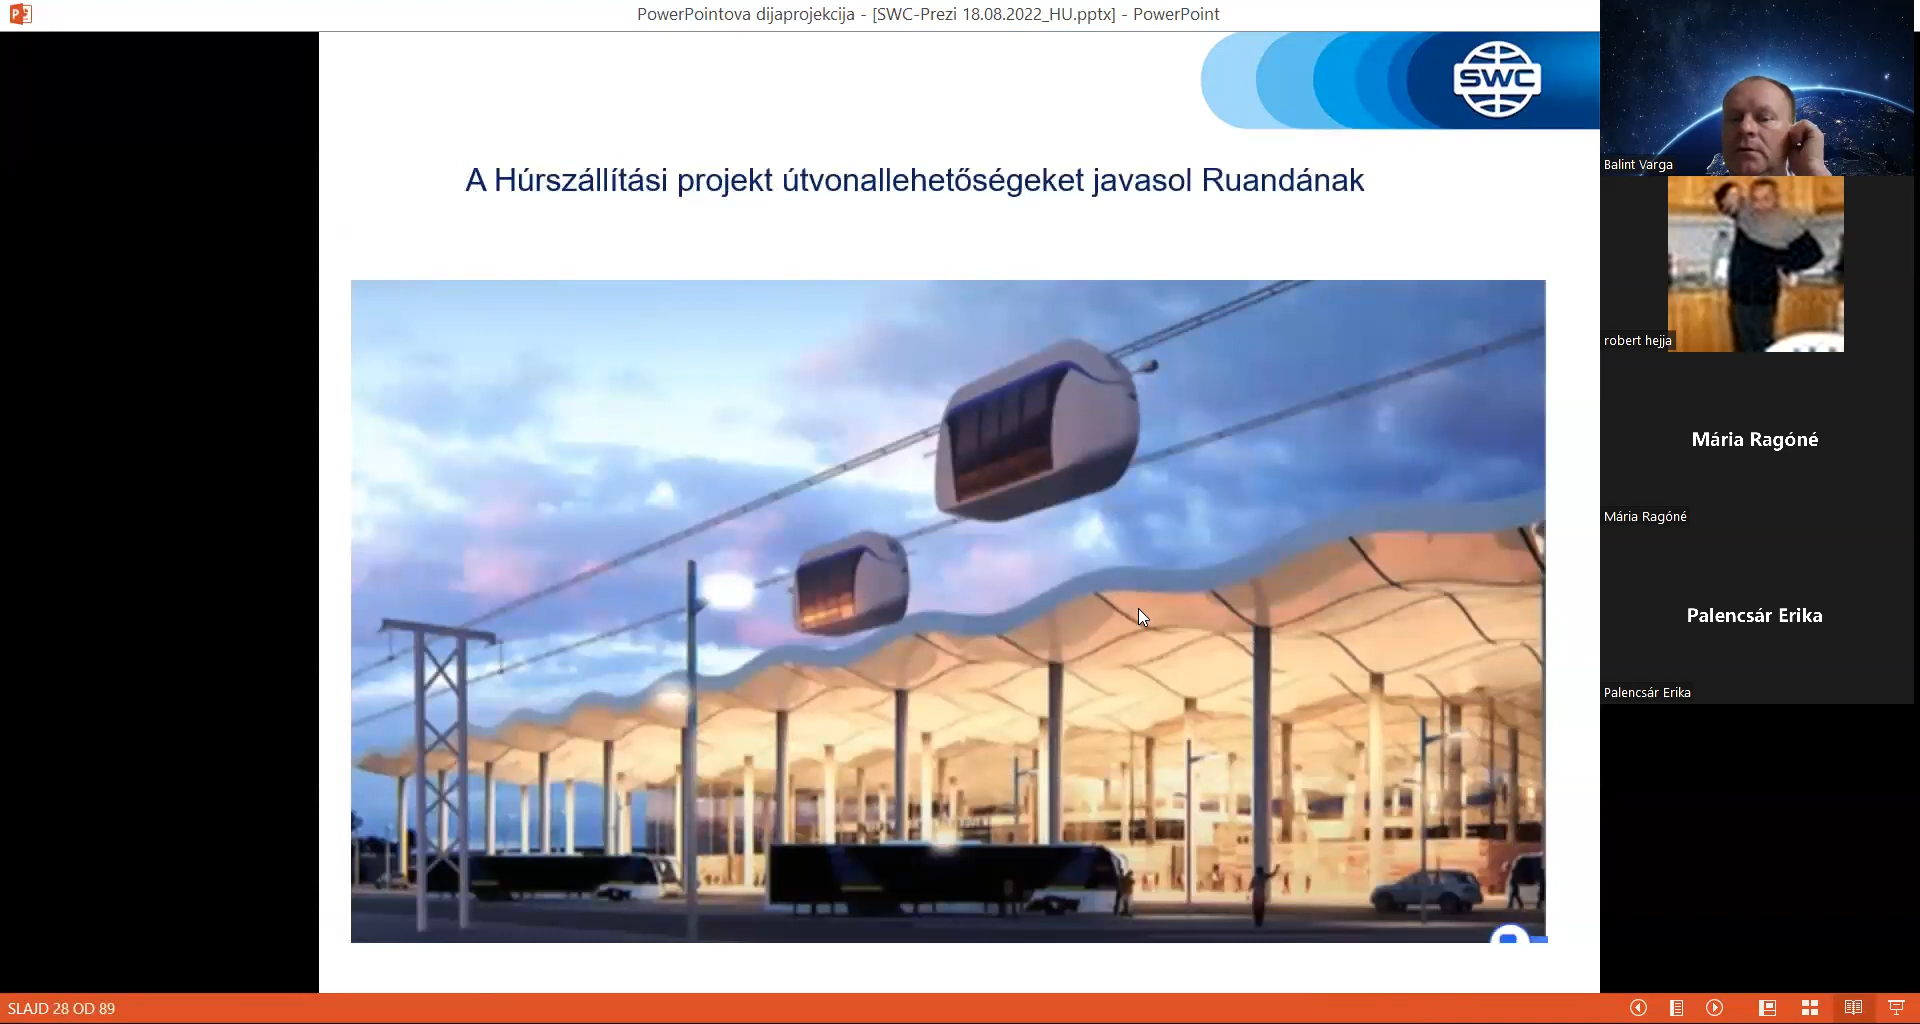 PowerPointova dijaprojekcija - [SWC-Prezi 18.08.2022_HU.pptx] - PowerPoint
SWC
A Húrszállítási projekt útvonallehetőségeket javasol Ruandának
Balint Varga
robert hejja
Mária Ragóné
Mária Ragóné
Palencsár Erika
Palencsár Erika
SLAJD 28 OD 89